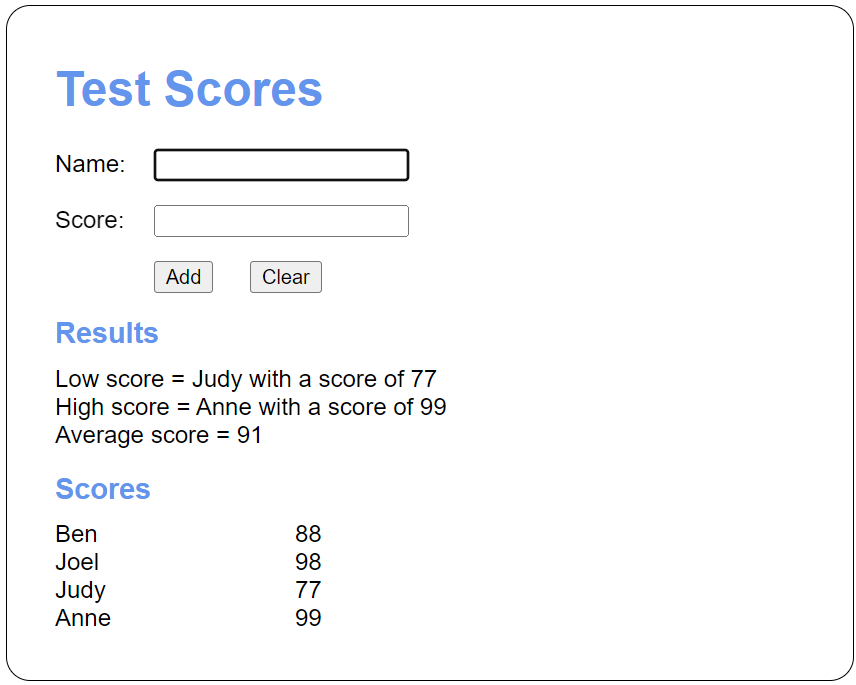 Test Scores
Name:
Score:
Add Clear
Results
Low score = Judy with a score of 77
High score = Anne with a score of 99
Average score = 91
Scores
Ben 88
Joel 98
Judy 77
Anne 99